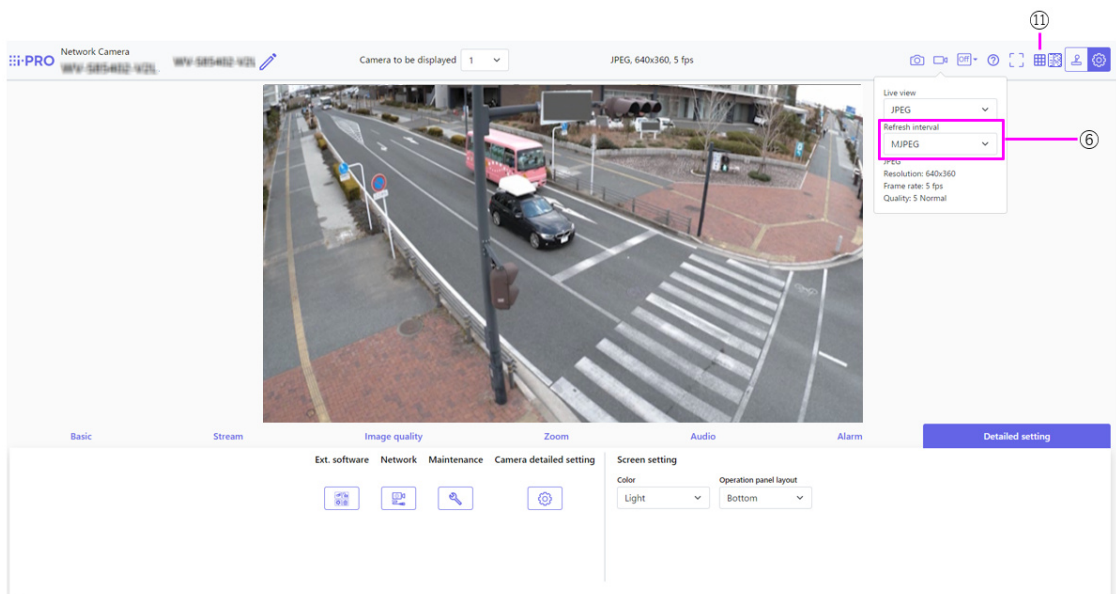 ⑪
i-PRO
Network Camera
Camera to be displayed 1
JPEG, 640x360, 5 fps
Off
Live view
JPEG
Refresh interval
MJPEG
⑥
JPEG
Resolution: 640x360
Frame rate: 5 fps
Quality: 5 Normal
Basic
Stream
Image quality
Zoom
Audio
Alarm
Detailed setting
Ext. software
Network
Maintenance
Camera detailed setting
Screen setting
Color
Operation panel layout
Light
Bottom